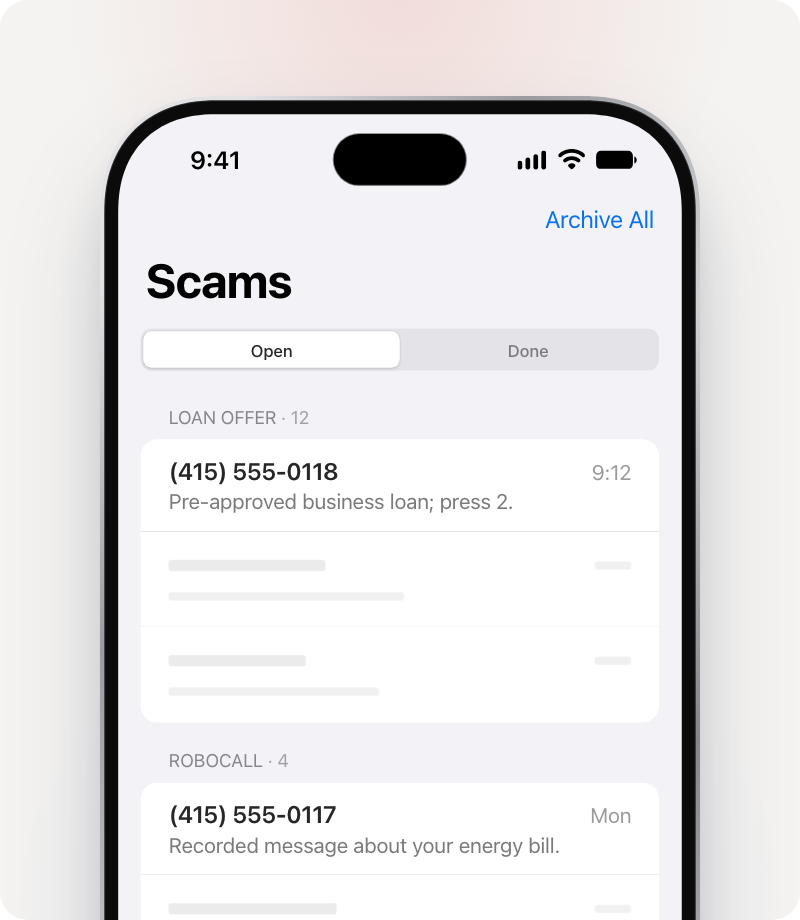 9:41
Archive All
Scams
Open Done
LOAN OFFER · 12
(415) 555-0118 9:12
Pre-approved business loan; press 2.
ROBOCALL · 4
(415) 555-0117 Mon
Recorded message about your energy bill.